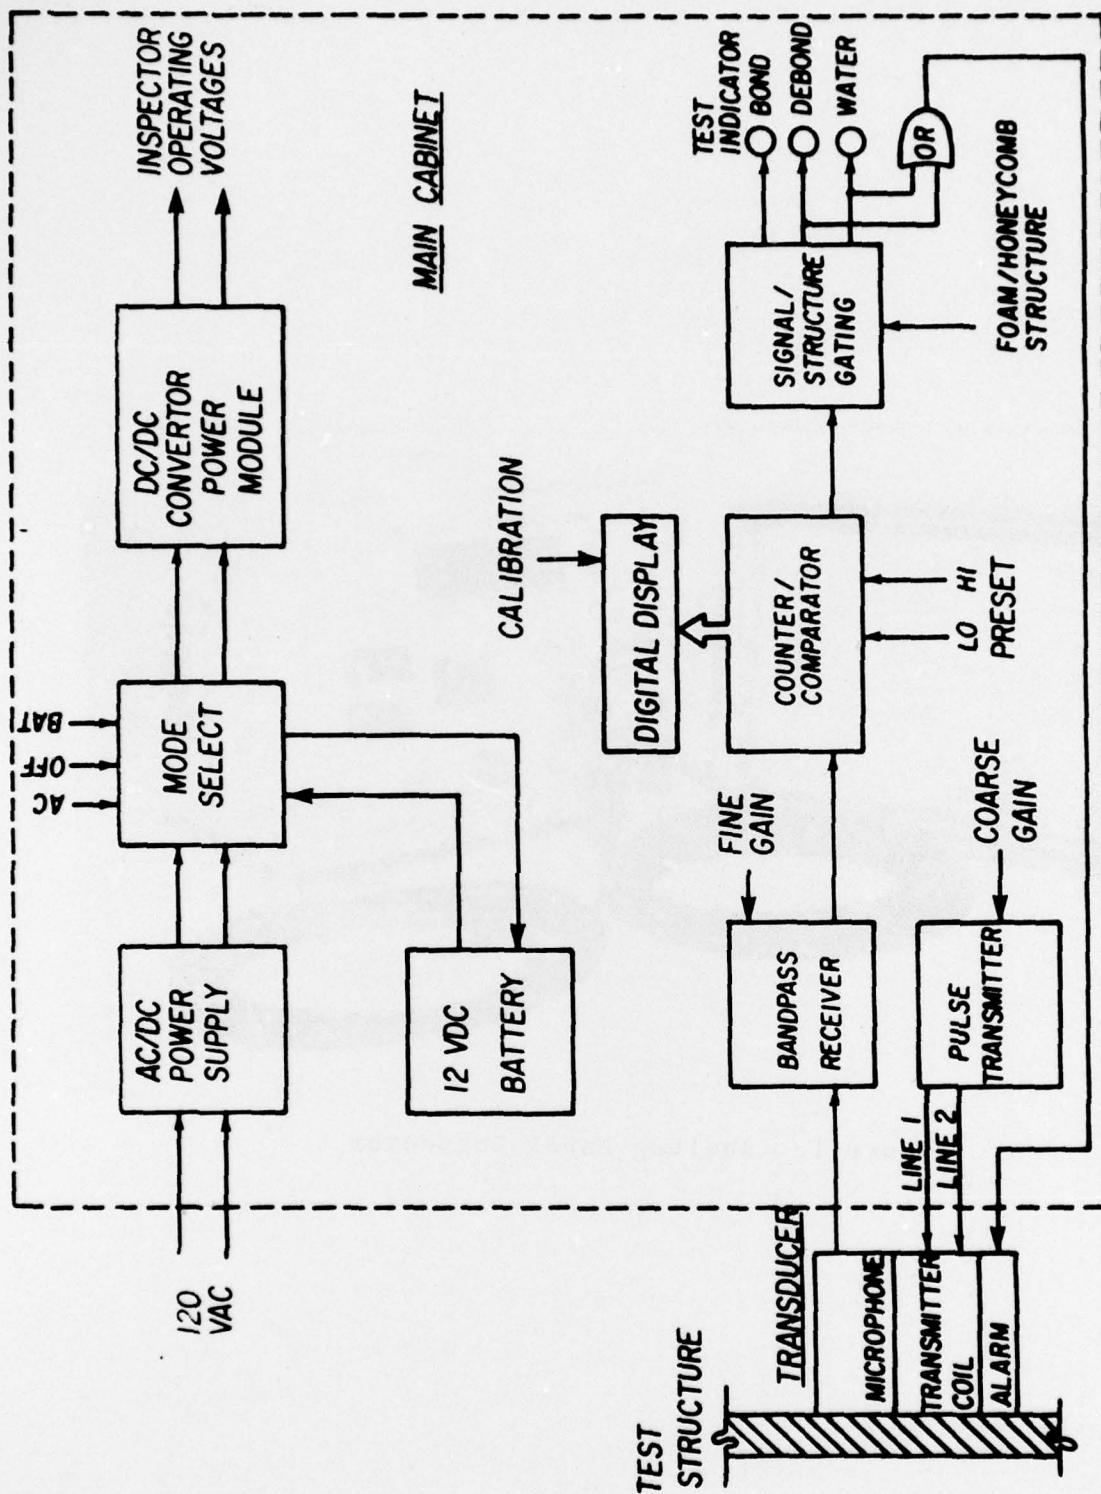 120
VAC
AC/DC
POWER
SUPPLY
AC
OFF
BAT
MODE
SELECT
12 VDC
BATTERY
DC/DC
CONVERTOR
POWER
MODULE
INSPECTOR
OPERATING
VOLTAGES
MAIN CABINET
TEST
STRUCTURE
TRANSDUCER
MICROPHONE
TRANSMITTER
COIL
ALARM
LINE 1
LINE 2
BANDPASS
RECEIVER
FINE
GAIN
PULSE
TRANSMITTER
COARSE
GAIN
CALIBRATION
DIGITAL DISPLAY
COUNTER/
COMPARATOR
LO HI
PRESET
SIGNAL/
STRUCTURE
GATING
FOAM/HONEYCOMB
STRUCTURE
TEST
INDICATOR
BOND
DEBOND
WATER
OR